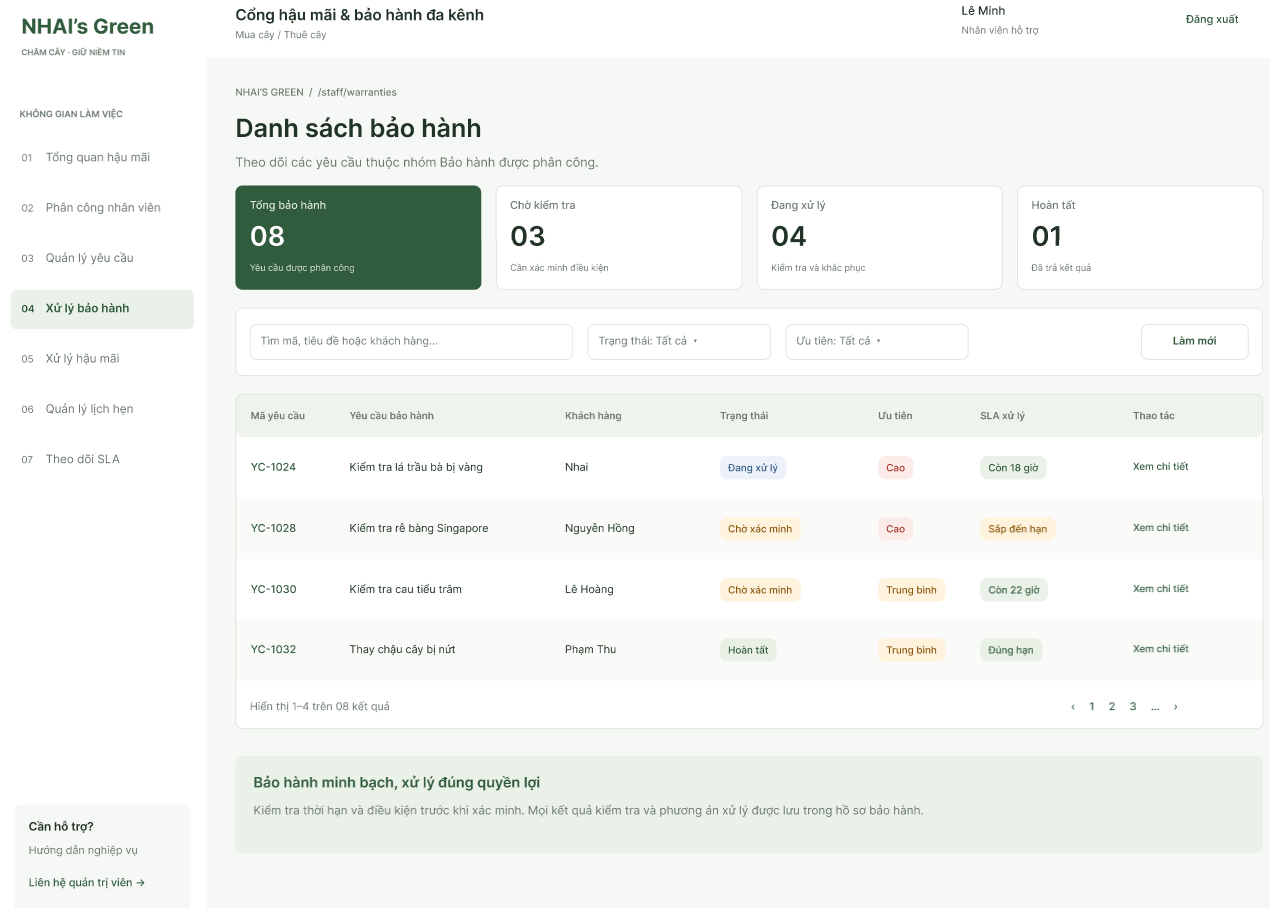 NHAI's Green
CHĂM CÂY · GIỮ NIỀM TIN
KHÔNG GIAN LÀM VIỆC
01 Tổng quan hậu mãi
02 Phân công nhân viên
03 Quản lý yêu cầu
04 Xử lý bảo hành
05 Xử lý hậu mãi
06 Quản lý lịch hẹn
07 Theo dõi SLA
Cần hỗ trợ?
Hướng dẫn nghiệp vụ
Liên hệ quản trị viên →
Cổng hậu mãi & bảo hành đa kênh
Mua cây / Thuê cây
Lê Minh
Nhân viên hỗ trợ
Đăng xuất
NHAI'S GREEN / /staff/warranties
Danh sách bảo hành
Theo dõi các yêu cầu thuộc nhóm Bảo hành được phân công.
Tổng bảo hành
08
Yêu cầu được phân công
Chờ kiểm tra
03
Cần xác minh điều kiện
Đang xử lý
04
Kiểm tra và khắc phục
Hoàn tất
01
Đã trả kết quả
Tìm mã, tiêu đề hoặc khách hàng...
Trạng thái: Tất cả ▾
Ưu tiên: Tất cả ▾
Làm mới
Mã yêu cầu Yêu cầu bảo hành Khách hàng Trạng thái Ưu tiên SLA xử lý Thao tác
YC-1024 Kiểm tra lá trầu bà bị vàng Nhai Đang xử lý Cao Còn 18 giờ Xem chi tiết
YC-1028 Kiểm tra rễ bàng Singapore Nguyễn Hồng Chờ xác minh Cao Sắp đến hạn Xem chi tiết
YC-1030 Kiểm tra cau tiểu trâm Lê Hoàng Chờ xác minh Trung bình Còn 22 giờ Xem chi tiết
YC-1032 Thay chậu cây bị nứt Phạm Thu Hoàn tất Trung bình Đúng hạn Xem chi tiết
Hiển thị 1–4 trên 08 kết quả
‹ 1 2 3 … ›
Bảo hành minh bạch, xử lý đúng quyền lợi
Kiểm tra thời hạn và điều kiện trước khi xác minh. Mọi kết quả kiểm tra và phương án xử lý được lưu trong hồ sơ bảo hành.